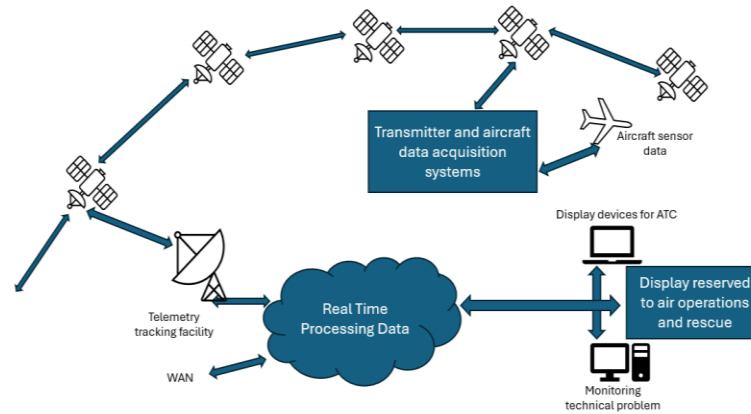 Transmitter and aircraft
data acquisition
systems
Aircraft sensor
data
Display devices for ATC
Telemetry
tracking facility
Real Time
Processing Data
Display reserved
to air operations
and rescue
WAN
Monitoring
technical problem